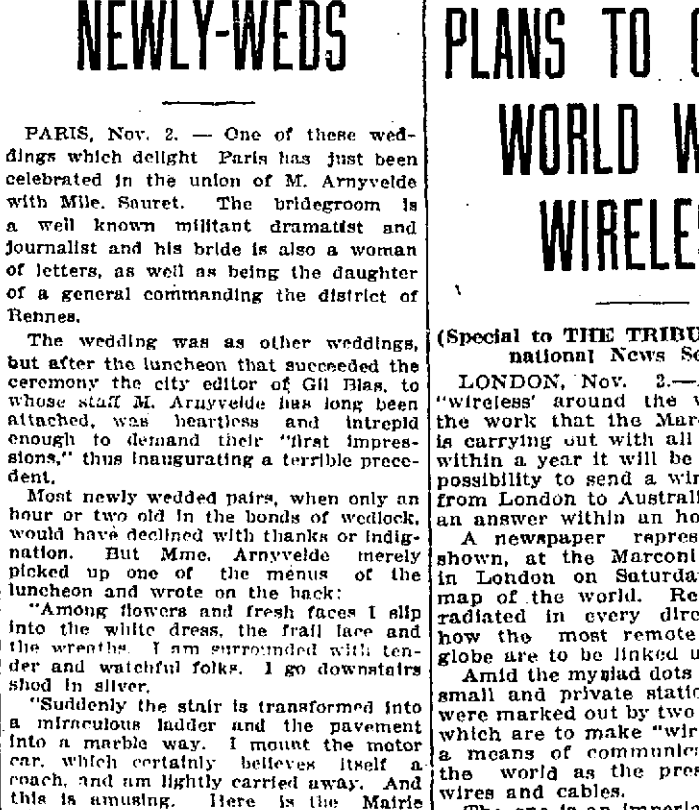 NEWLY-WEDS
PARIS, Nov. 2. — One of these wed-
dings which delight Paris has just been
celebrated in the union of M. Arnyvelde
with Mlle. Souret. The bridegroom is
a well known militant dramatist and
journalist and his bride is also a woman
of letters, as well as being the daughter
of a general commanding the district of
Rennes.
The wedding was as other weddings,
but after the luncheon that succeeded the
ceremony the city editor of Gil Blas, to
whose staff M. Arnyvelde has long been
attached, was heartless and intrepid
enough to demand their "first impres-
sions," thus inaugurating a terrible prece-
dent.
Most newly wedded pairs, when only an
hour or two old in the bonds of wedlock,
would have declined with thanks or indig-
nation. But Mme. Arnyvelde merely
picked up one of the menus of the
luncheon and wrote on the back:
"Among flowers and fresh faces I slip
into the white dress, the frail lace and
the wreaths. I am surrounded with ten-
der and watchful folks. I go downstairs
shod in silver.
"Suddenly the stair is transformed into
a miraculous ladder and the pavement
into a marble way. I mount the motor
car, which certainly believes itself a
coach, and am lightly carried away. And
this is amusing. Here is the Mairie
PLANS TO
WORLD W
WIRELES
(Special to THE TRIBU
national News Se
LONDON, Nov. 2.—
"wireless' around the w
the work that the Mar
is carrying out with all
within a year it will be
possibility to send a wir
from London to Australi
an answer within an ho
A newspaper repres
shown, at the Marconi
in London on Saturda
map of the world. Re
radiated in every dire
how the most remote
globe are to be linked u
Amid the myriad dots
small and private static
were marked out by two
which are to make "wir
a means of communic
the world as the pres
wires and cables.